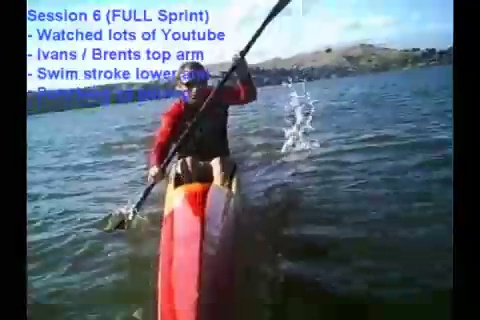 Session 6 (FULL Sprint)
- Watched lots of Youtube
- Ivans / Brents top arm
- Swim stroke lower arm